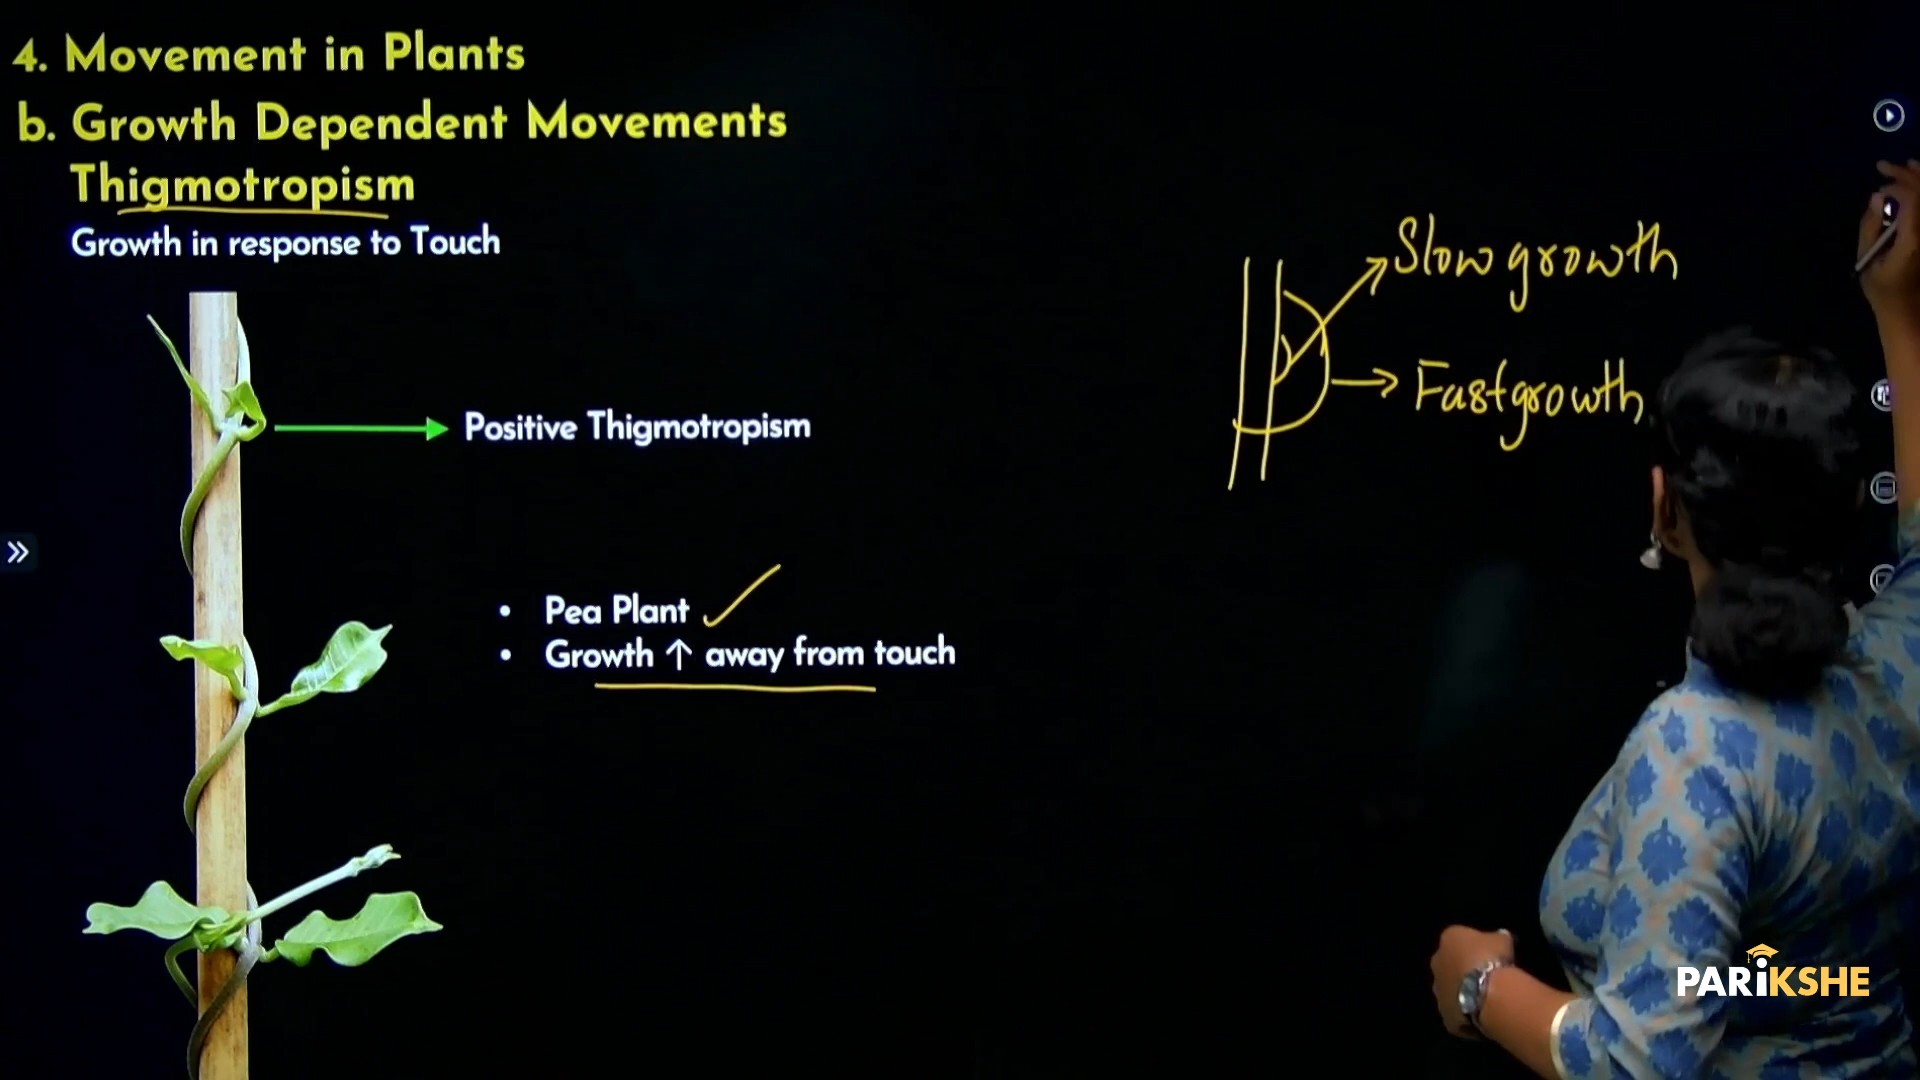 4. Movement in Plants
b. Growth Dependent Movements
Thigmotropism
Growth in response to Touch
Positive Thigmotropism
• Pea Plant
• Growth ↑ away from touch
Slow growth
Fast growth
PARiKSHE